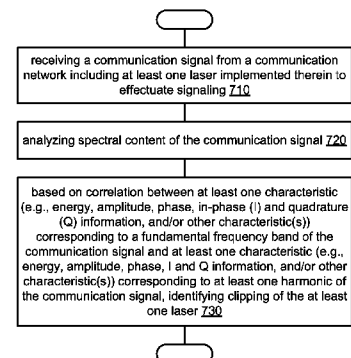 receiving a communication signal from a communication
network including at least one laser implemented therein to
effectuate signaling 710
analyzing spectral content of the communication signal 720
based on correlation between at least one characteristic
(e.g., energy, amplitude, phase, in-phase (I) and quadrature
(Q) information, and/or other characteristic(s))
corresponding to a fundamental frequency band of the
communication signal and at least one characteristic (e.g.,
energy, amplitude, phase, I and Q information, and/or other
characteristic(s)) corresponding to at least one harmonic of
the communication signal, identifying clipping of the at least
one laser 730